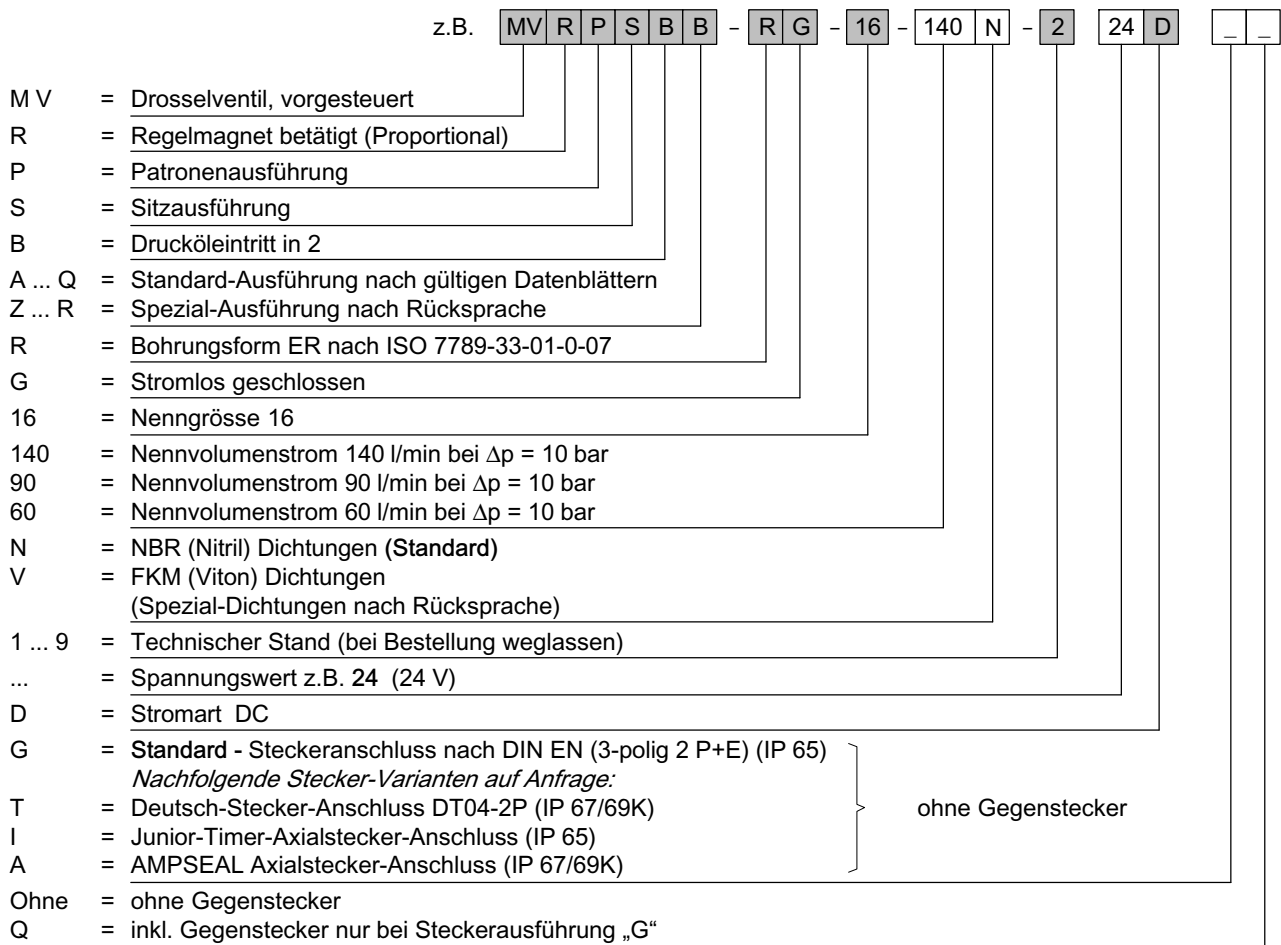 z.B. MV R P S B B - R G - 16 - 140 N - 2 24 D _ _
M V = Drosselventil, vorgesteuert
R = Regelmagnet betätigt (Proportional)
P = Patronenausführung
S = Sitzausführung
B = Drucköleintritt in 2
A ... Q = Standard-Ausführung nach gültigen Datenblättern
Z ... R = Spezial-Ausführung nach Rücksprache
R = Bohrungsform ER nach ISO 7789-33-01-0-07
G = Stromlos geschlossen
16 = Nenngrösse 16
140 = Nennvolumenstrom 140 l/min bei Δp = 10 bar
90 = Nennvolumenstrom 90 l/min bei Δp = 10 bar
60 = Nennvolumenstrom 60 l/min bei Δp = 10 bar
N = NBR (Nitril) Dichtungen (Standard)
V = FKM (Viton) Dichtungen
(Spezial-Dichtungen nach Rücksprache)
1 ... 9 = Technischer Stand (bei Bestellung weglassen)
... = Spannungswert z.B. 24 (24 V)
D = Stromart DC
G = Standard - Steckeranschluss nach DIN EN (3-polig 2 P+E) (IP 65)
Nachfolgende Stecker-Varianten auf Anfrage:
T = Deutsch-Stecker-Anschluss DT04-2P (IP 67/69K) ohne Gegenstecker
I = Junior-Timer-Axialstecker-Anschluss (IP 65)
A = AMPSEAL Axialstecker-Anschluss (IP 67/69K)
Ohne = ohne Gegenstecker
Q = inkl. Gegenstecker nur bei Steckerausführung „G“